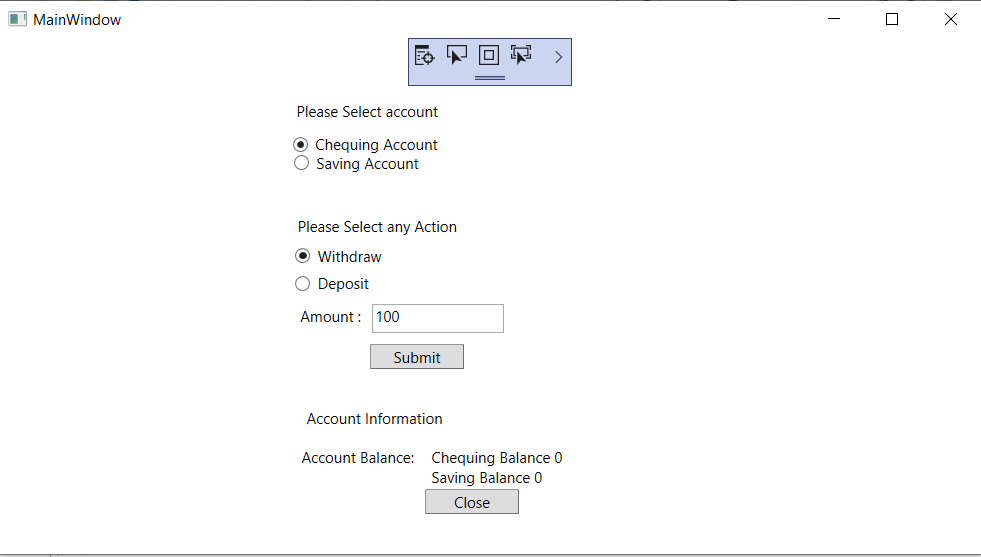 MainWindow
Please Select account
Chequing Account
Saving Account
Please Select any Action
Withdraw
Deposit
Amount : 100
Submit
Account Information
Account Balance: Chequing Balance 0
Saving Balance 0
Close